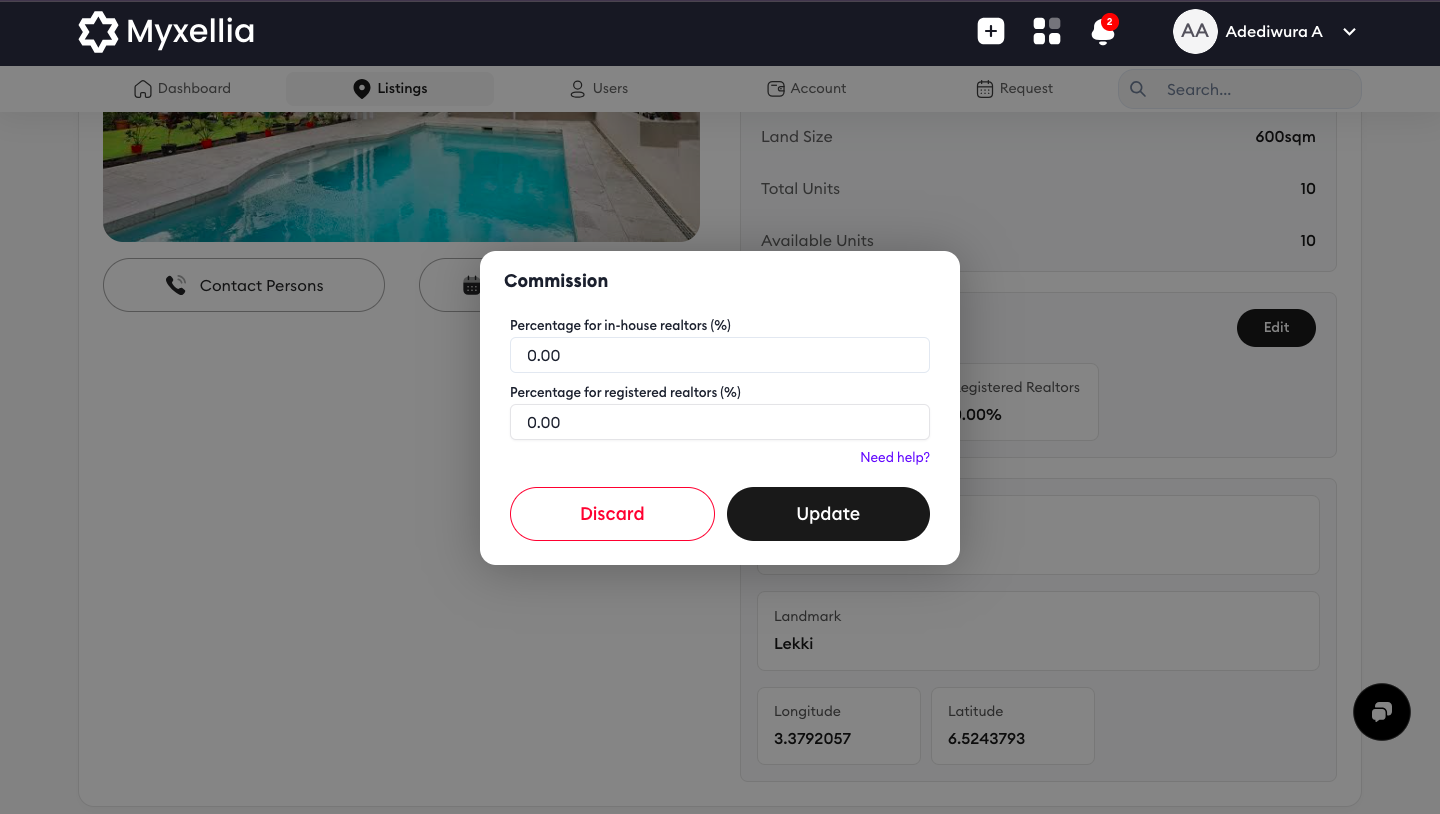 Myxellia
2
AA
Adediwura A
Dashboard
Listings
Users
Account
Request
Search...
Land Size
600sqm
Total Units
10
Available Units
10
Contact Persons
Commission
Percentage for in-house realtors (%)
0.00
Percentage for registered realtors (%)
0.00
Need help?
Discard
Update
Edit
egistered Realtors
.00%
Landmark
Lekki
Longitude
3.3792057
Latitude
6.5243793